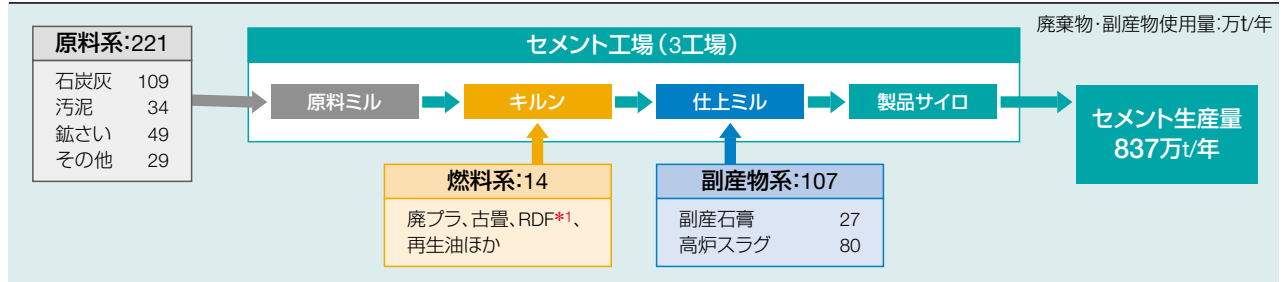 廃棄物・副産物使用量:万t/年
原料系:221
石炭灰 109
汚泥 34
鉱さい 49
その他 29
セメント工場(3工場)
原料ミル
キルン
仕上ミル
製品サイロ
セメント生産量
837万t/年
燃料系:14
廃プラ、古畳、RDF*1、
再生油ほか
副産物系:107
副産石膏 27
高炉スラグ 80